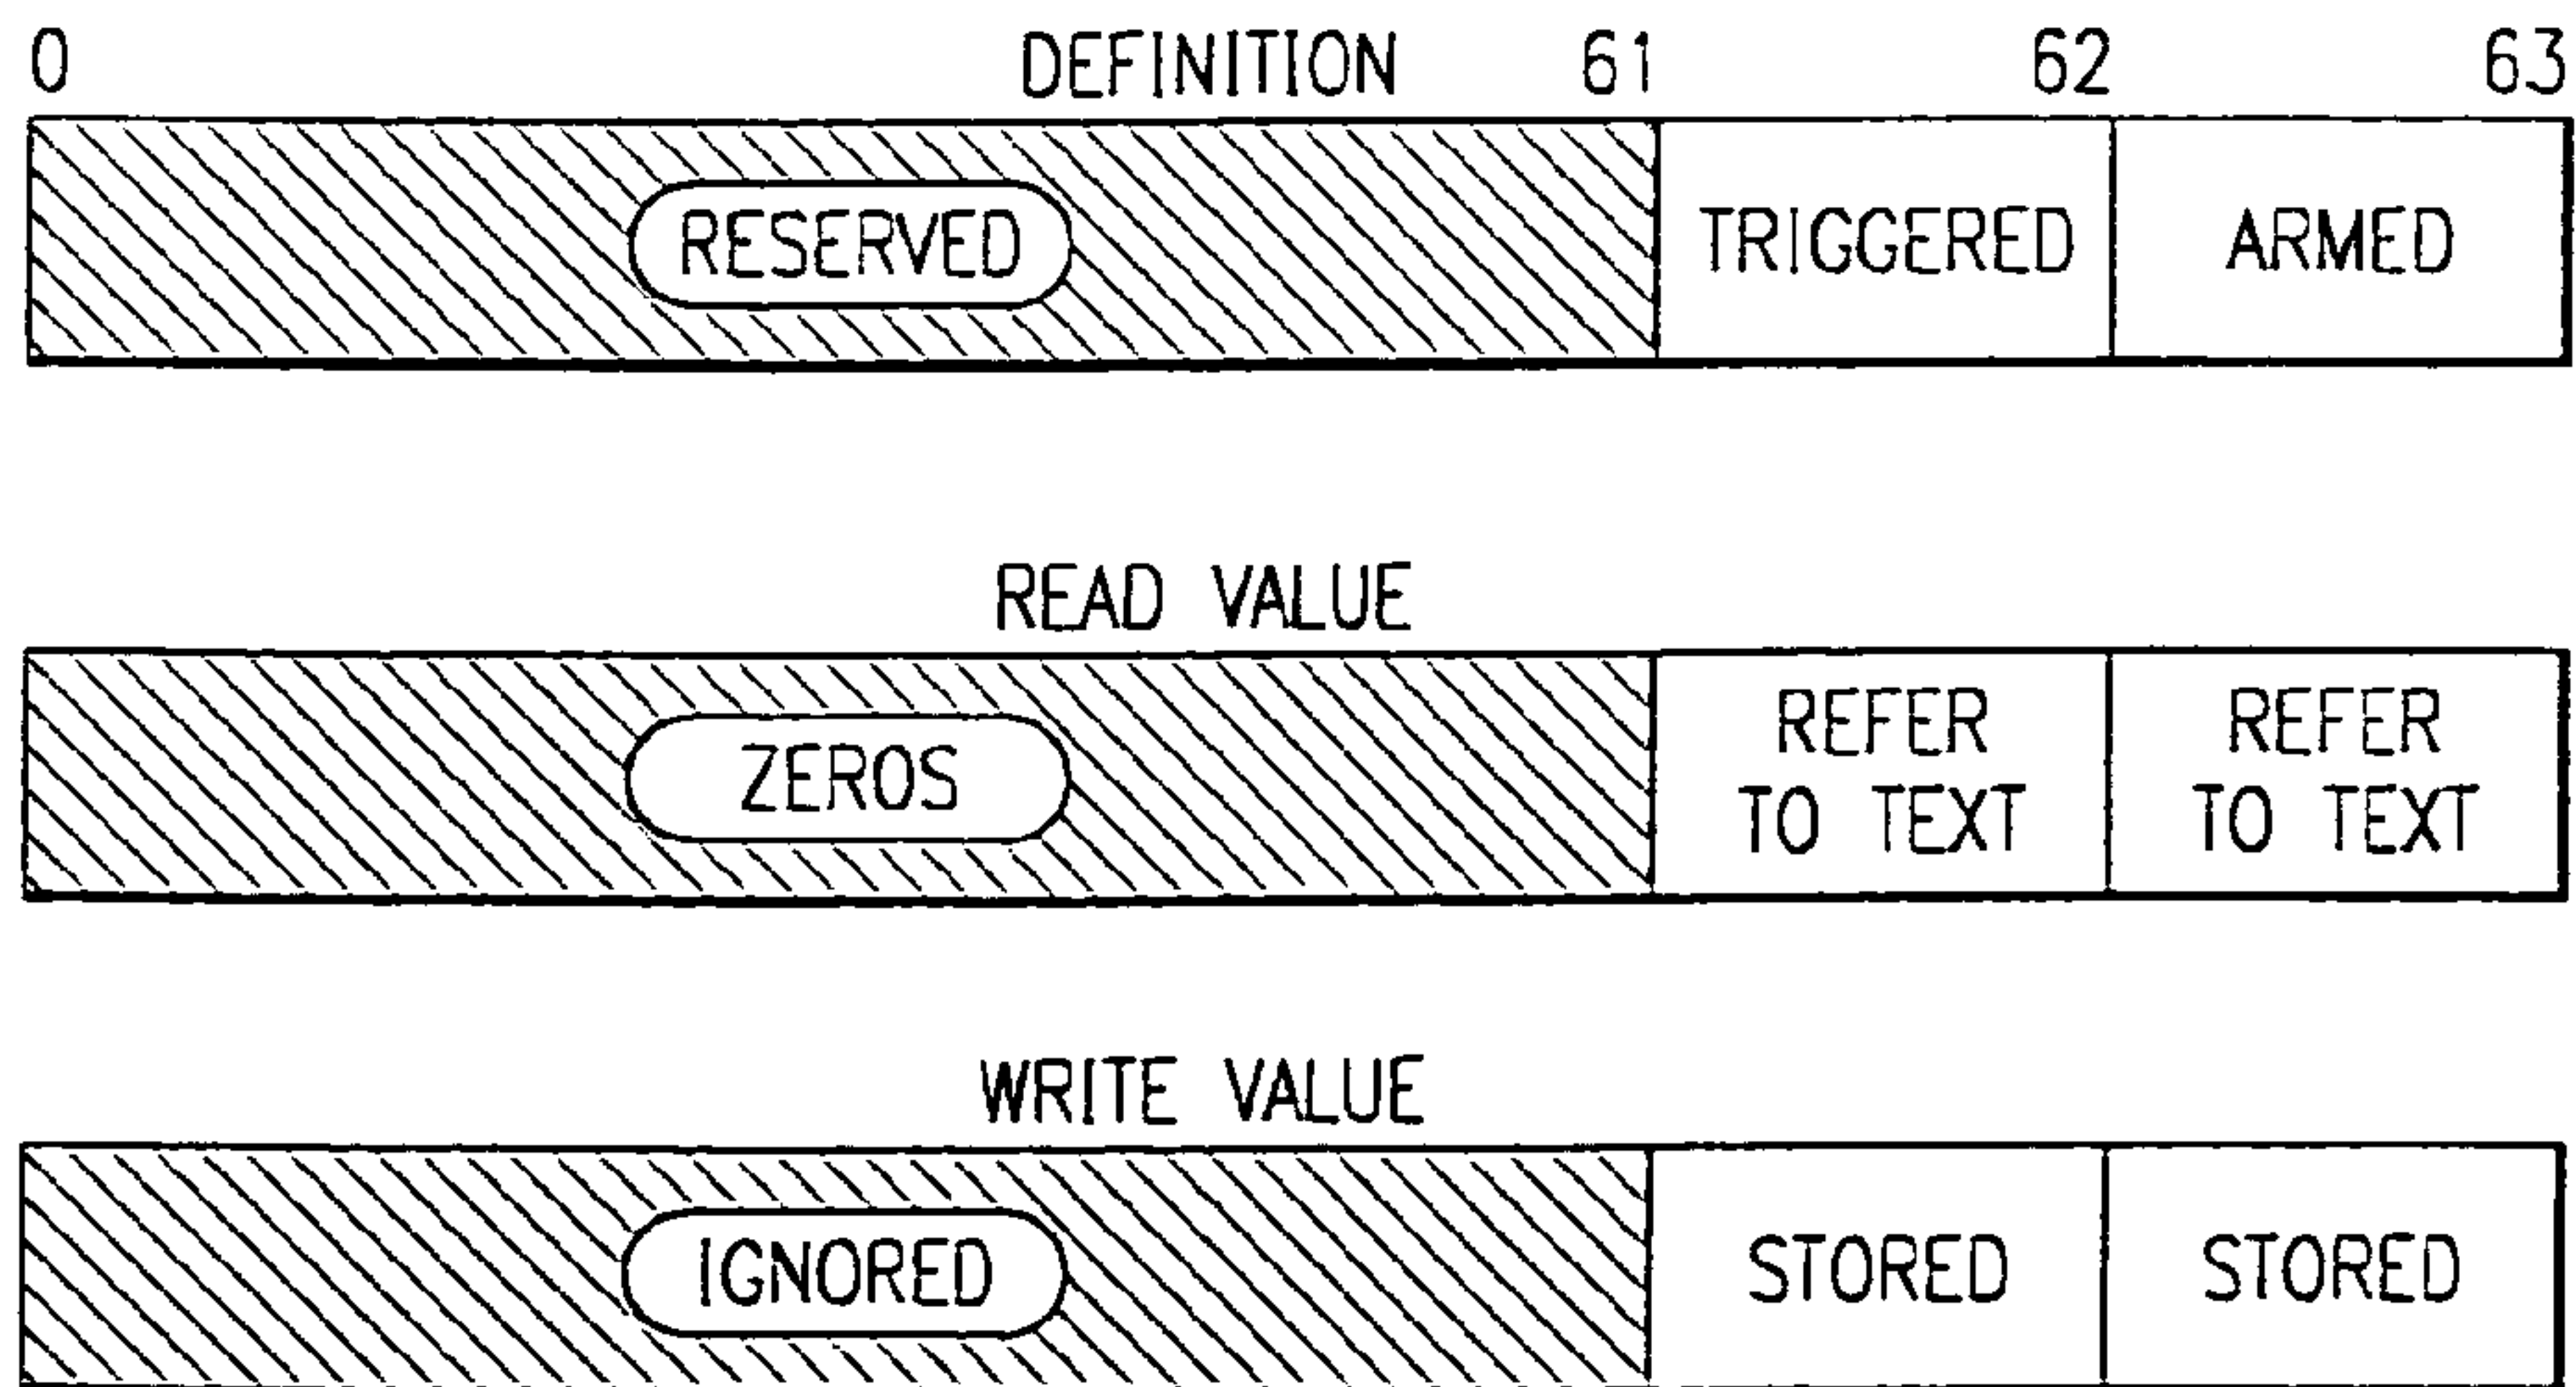 0 DEFINITION 61 62 63
RESERVED TRIGGERED ARMED
READ VALUE
ZEROS REFER TO TEXT REFER TO TEXT
WRITE VALUE
IGNORED STORED STORED